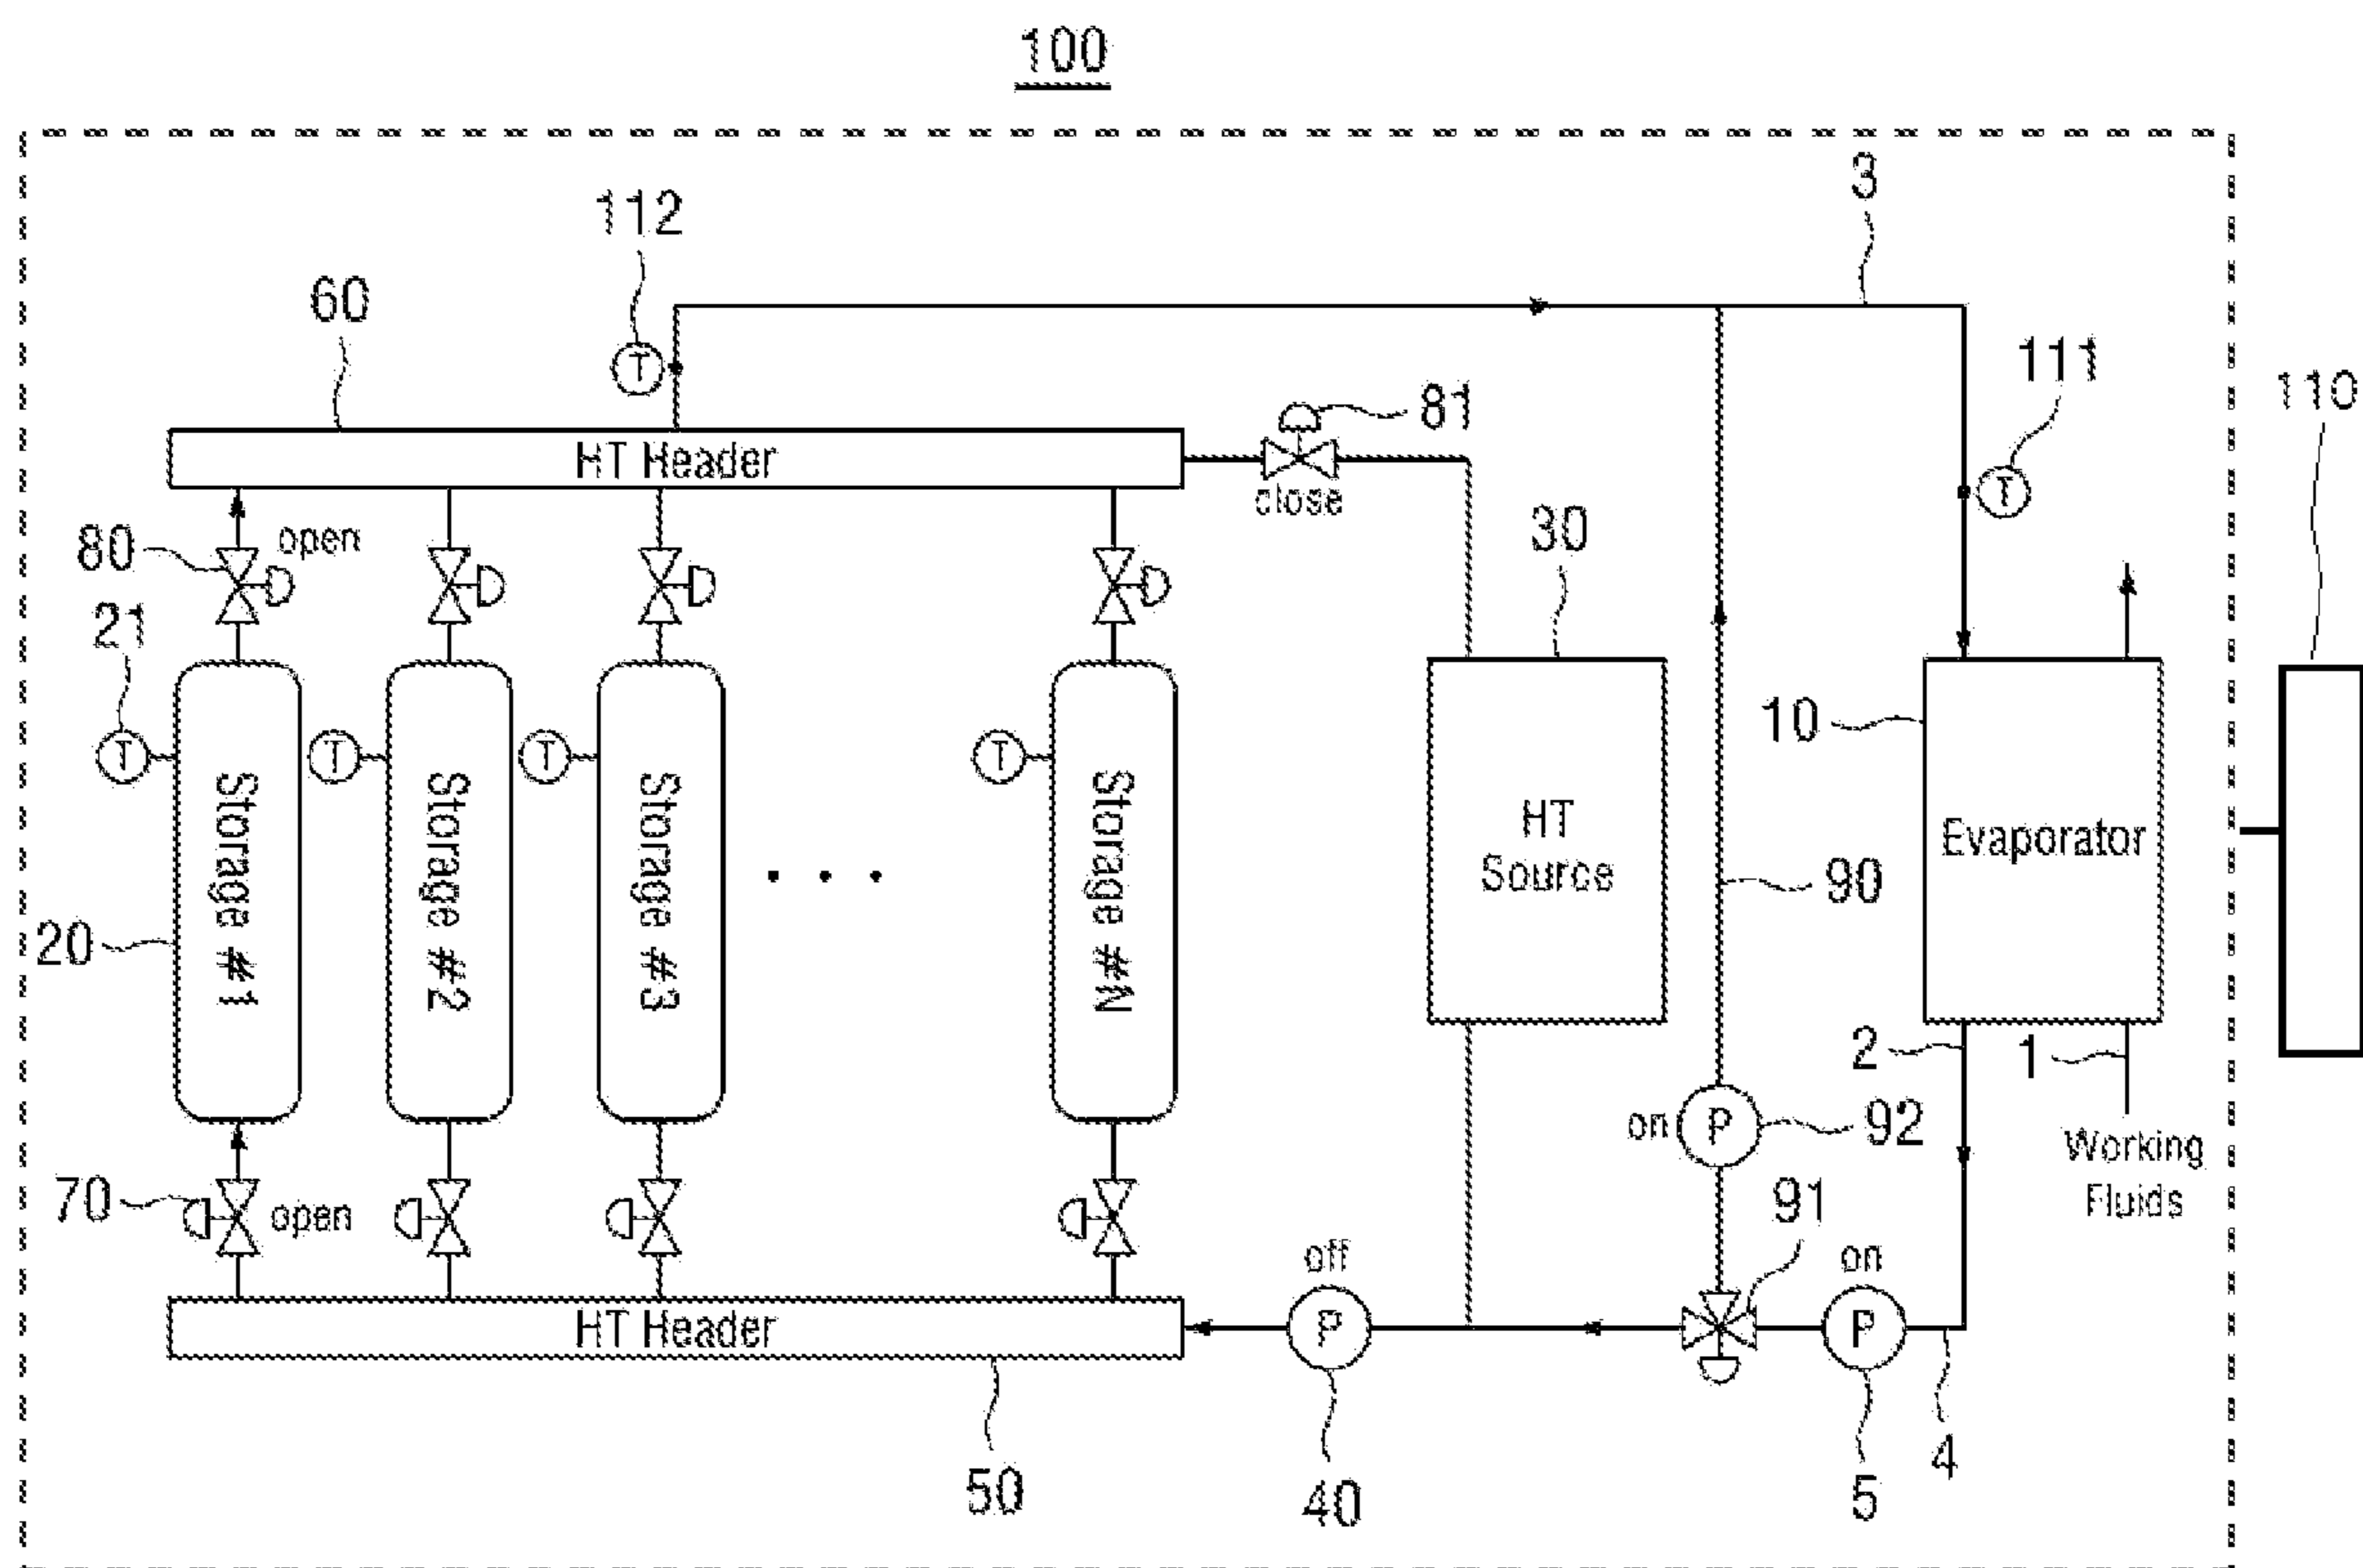 100
3
112
60
111
110
T
81
HT Header
close
T
80
open
30
21
10
T
T
T
T
Storage #1
Storage #2
Storage #3
. . .
Storage #N
HT
Source
Evaporator
90
20
2
1
on
P
92
Working
Fluids
70
open
91
off
on
HT Header
P
P
50
40
5
4